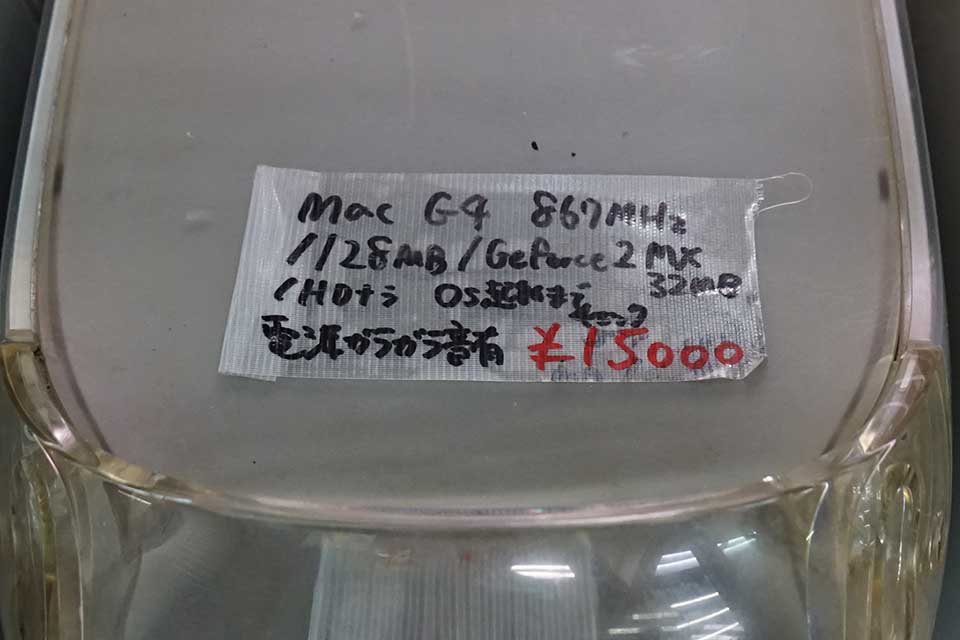 Mac G4 867MHz
/128MB/Geforce2 MX
32MB
/HDナシ OS起動まで
チェック
電源ガラガラ音有 ¥15000